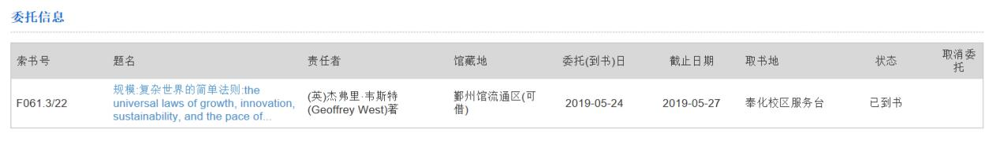 委托信息
索书号 题名 责任者 馆藏地 委托(到书)日 截止日期 取书地 状态 取消委托
F061.3/22 规模:复杂世界的简单法则:the universal laws of growth, innovation, sustainability, and the pace of... (英)杰弗里·韦斯特(Geoffrey West)著 鄞州馆流通区(可借) 2019-05-24 2019-05-27 奉化校区服务台 已到书